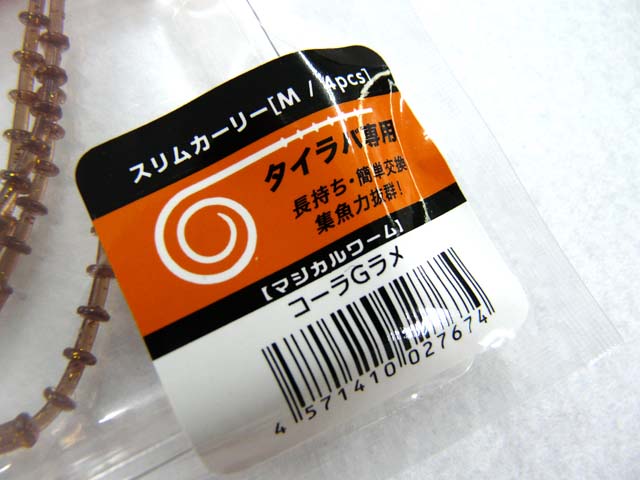 スリムカーリー[M / 4pcs]
タイラバ専用
長持ち・簡単交換
集魚力抜群!
【マジカルワーム】
コーラGラメ
4 571410 027674